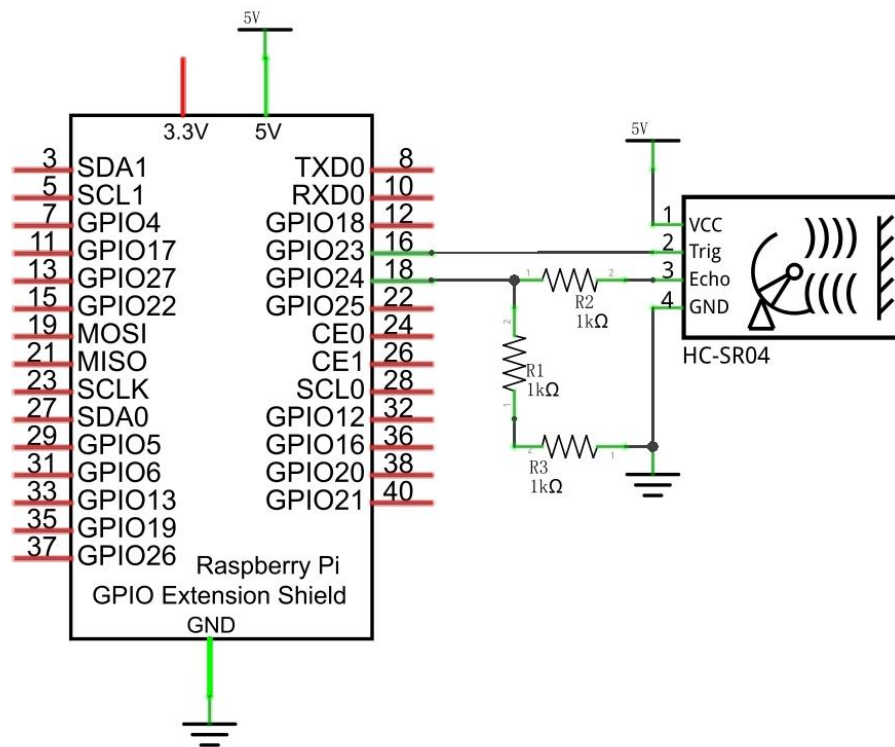 5V
3.3V 5V
3 SDA1 TXD0 8
5 SCL1 RXD0 10
7 GPIO4 GPIO18 12
11 GPIO17 GPIO23 16
13 GPIO27 GPIO24 18
15 GPIO22 GPIO25 22
19 MOSI CE0 24
21 MISO CE1 26
23 SCLK SCL0 28
27 SDA0 GPIO12 32
29 GPIO5 GPIO16 36
31 GPIO6 GPIO20 38
33 GPIO13 GPIO21 40
35 GPIO19
37 GPIO26
Raspberry Pi
GPIO Extension Shield
GND
5V
1 VCC
2 Trig
3 Echo
4 GND
HC-SR04
1 2
R2
1kΩ
2
R1
1kΩ
1
2 1
R3
1kΩ